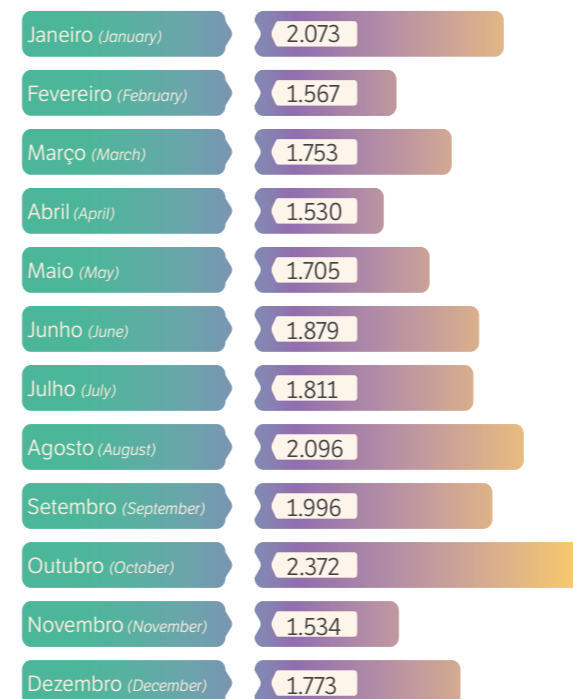 Janeiro (January) 2.073
Fevereiro (February) 1.567
Março (March) 1.753
Abril (April) 1.530
Maio (May) 1.705
Junho (June) 1.879
Julho (July) 1.811
Agosto (August) 2.096
Setembro (September) 1.996
Outubro (October) 2.372
Novembro (November) 1.534
Dezembro (December) 1.773